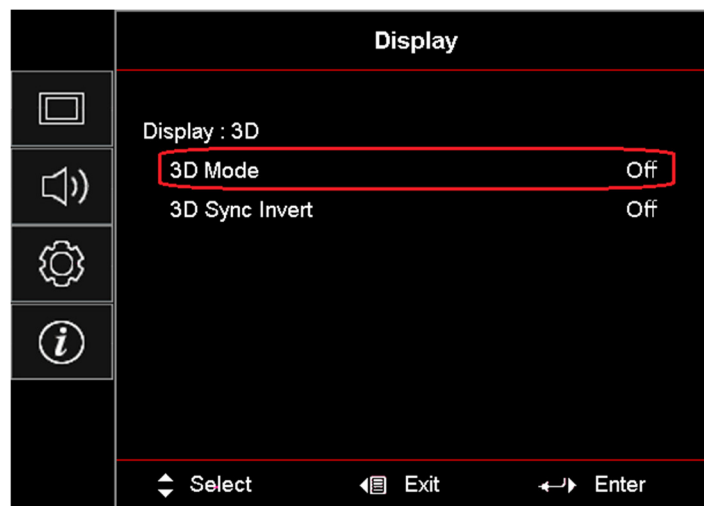 Display
Display : 3D
3D Mode Off
3D Sync Invert Off
Select Exit Enter